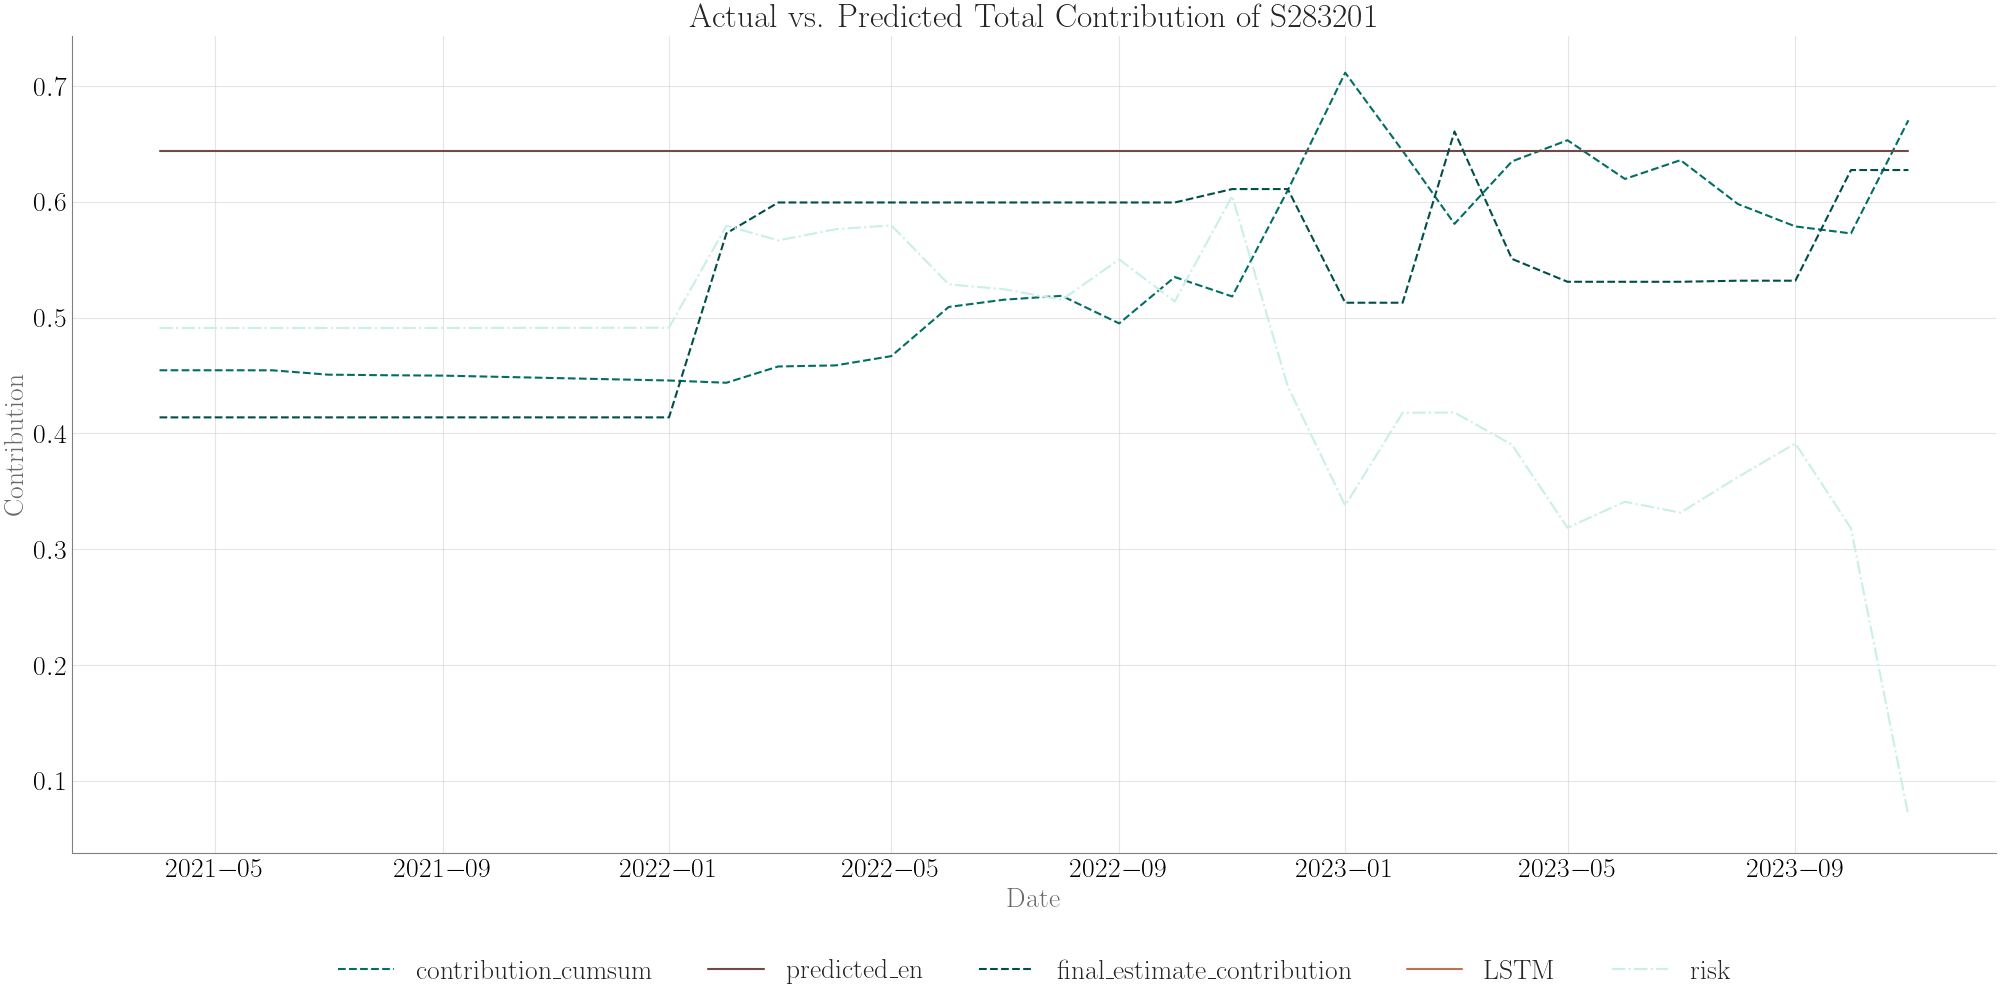 Actual vs. Predicted Total Contribution of S283201
0.7
0.6
0.5
0.4
0.3
0.2
0.1
Contribution
2021−05 2021−09 2022−01 2022−05 2022−09 2023−01 2023−05 2023−09
Date
contribution_cumsum predicted_en final_estimate_contribution LSTM risk